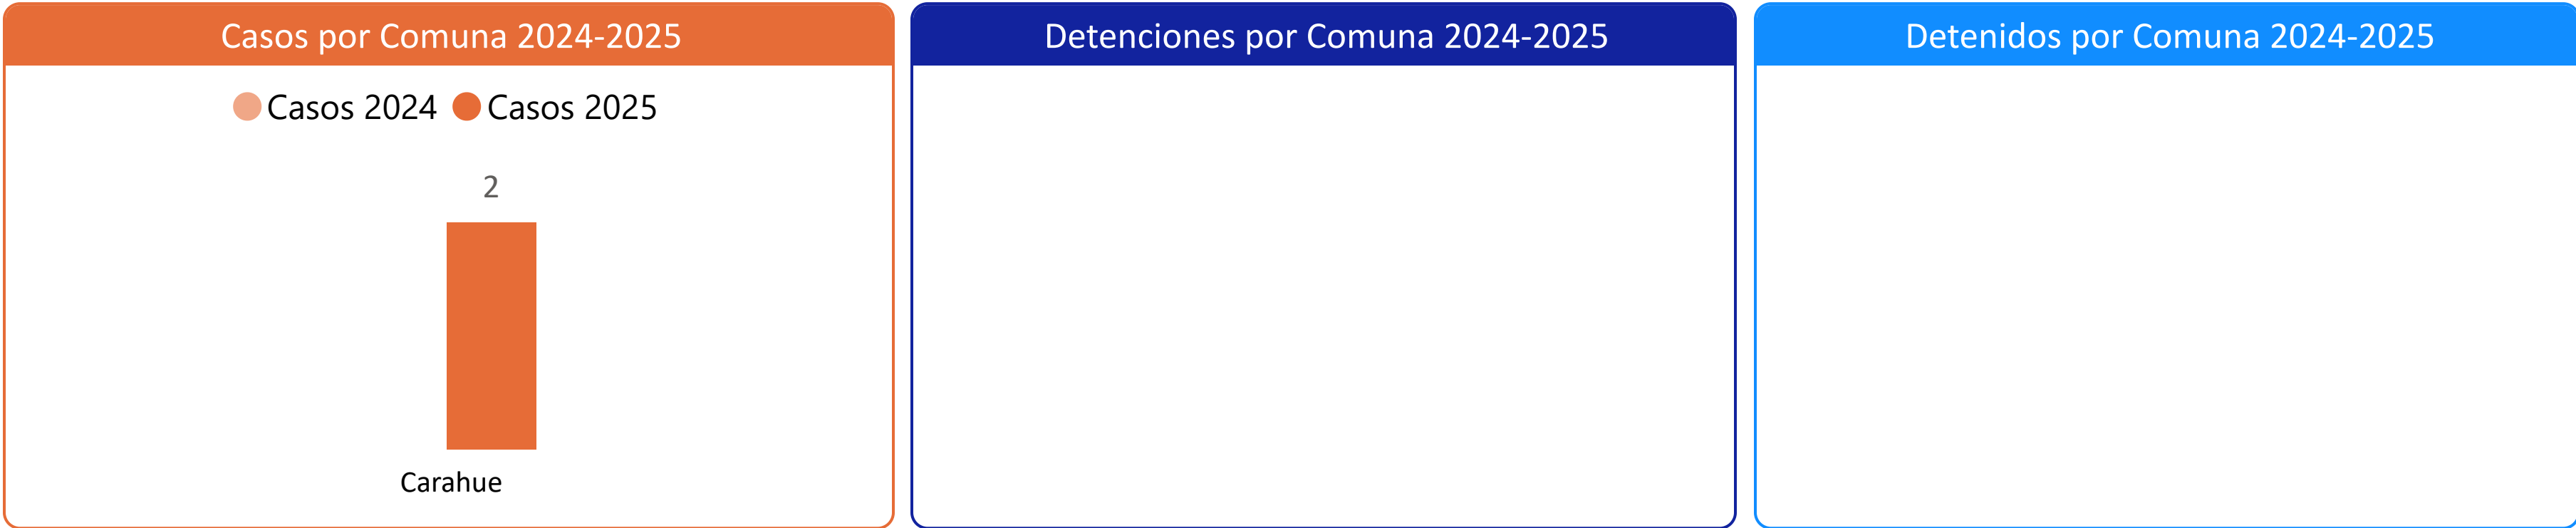 Casos por Comuna 2024-2025
Casos 2024 Casos 2025
2
Carahue
Detenciones por Comuna 2024-2025
Detenidos por Comuna 2024-2025